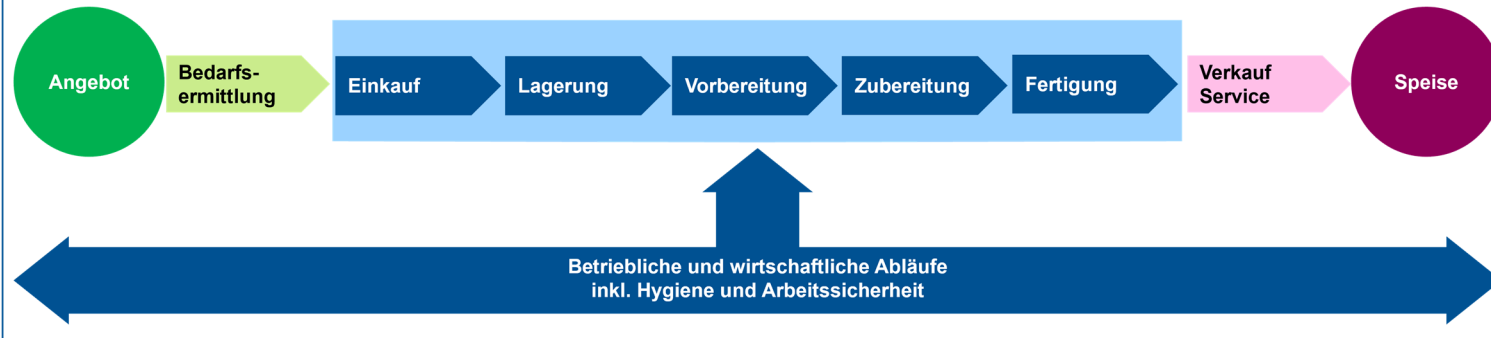 Angebot
Bedarfs-
ermittlung
Einkauf
Lagerung
Vorbereitung
Zubereitung
Fertigung
Verkauf
Service
Speise
Betriebliche und wirtschaftliche Abläufe
inkl. Hygiene und Arbeitssicherheit